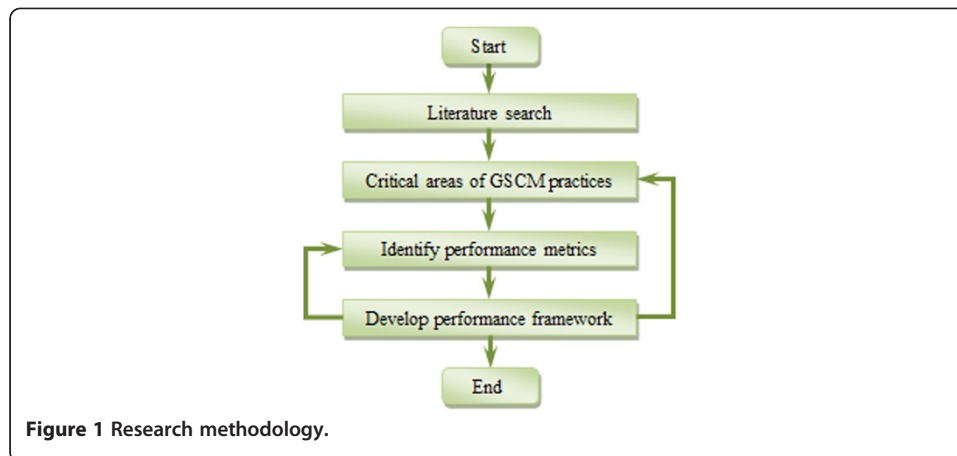 Start
Literature search
Critical areas of GSCM practices
Identify performance metrics
Develop performance framework
End
Figure 1 Research methodology.